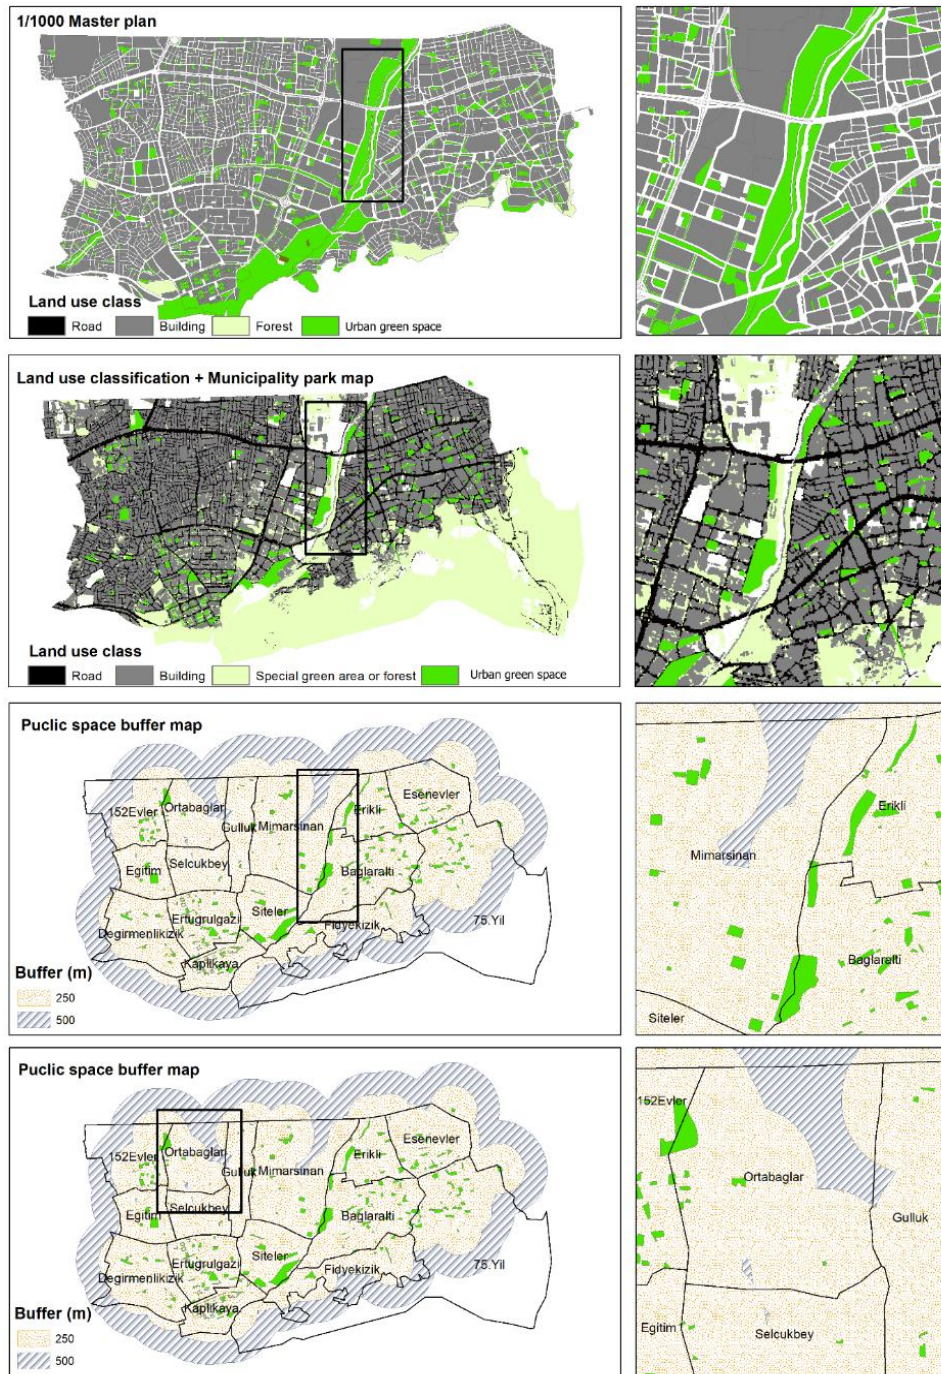 1/1000 Master plan
Land use class
Road Building Forest Urban green space
Land use classification + Municipality park map
Land use class
Road Building Special green area or forest Urban green space
Puclic space buffer map
152Evler Ortabaglar Gulluk Mimarsinan Erikli Esenevler
Egitim Selcukbey Baglaralti
Degirmenlikizik Ertugrulgazi Siteler Fidyekizik 75.Yil
Kaplikaya
Buffer (m)
250
500
Erikli
Mimarsinan
Baglaralti
Siteler
Puclic space buffer map
152Evler Ortabaglar Gulluk Mimarsinan Erikli Esenevler
Egitim Selcukbey Baglaralti
Degirmenlikizik Ertugrulgazi Siteler Fidyekizik 75.Yil
Kaplikaya
Buffer (m)
250
500
152Evler
Ortabaglar
Gulluk
Egitim
Selcukbey